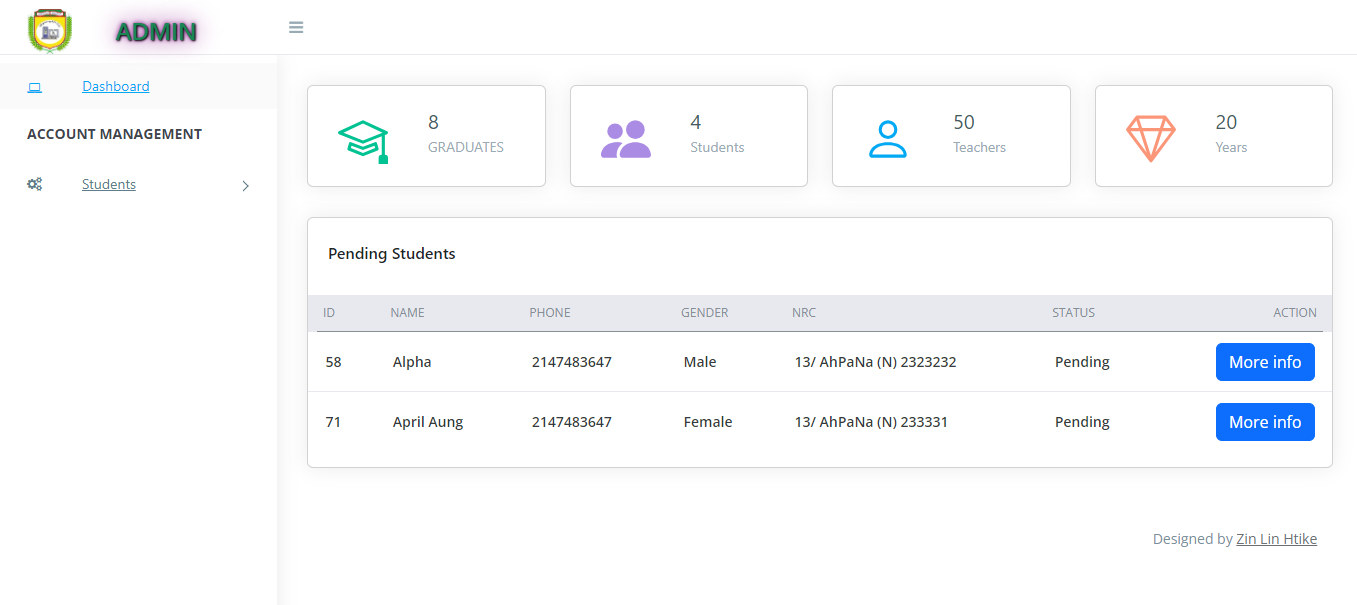 ADMIN
Dashboard
ACCOUNT MANAGEMENT
Students
8
GRADUATES
4
Students
50
Teachers
20
Years
Pending Students
ID NAME PHONE GENDER NRC STATUS ACTION
58 Alpha 2147483647 Male 13/ AhPaNa (N) 2323232 Pending More info
71 April Aung 2147483647 Female 13/ AhPaNa (N) 233331 Pending More info
Designed by Zin Lin Htike